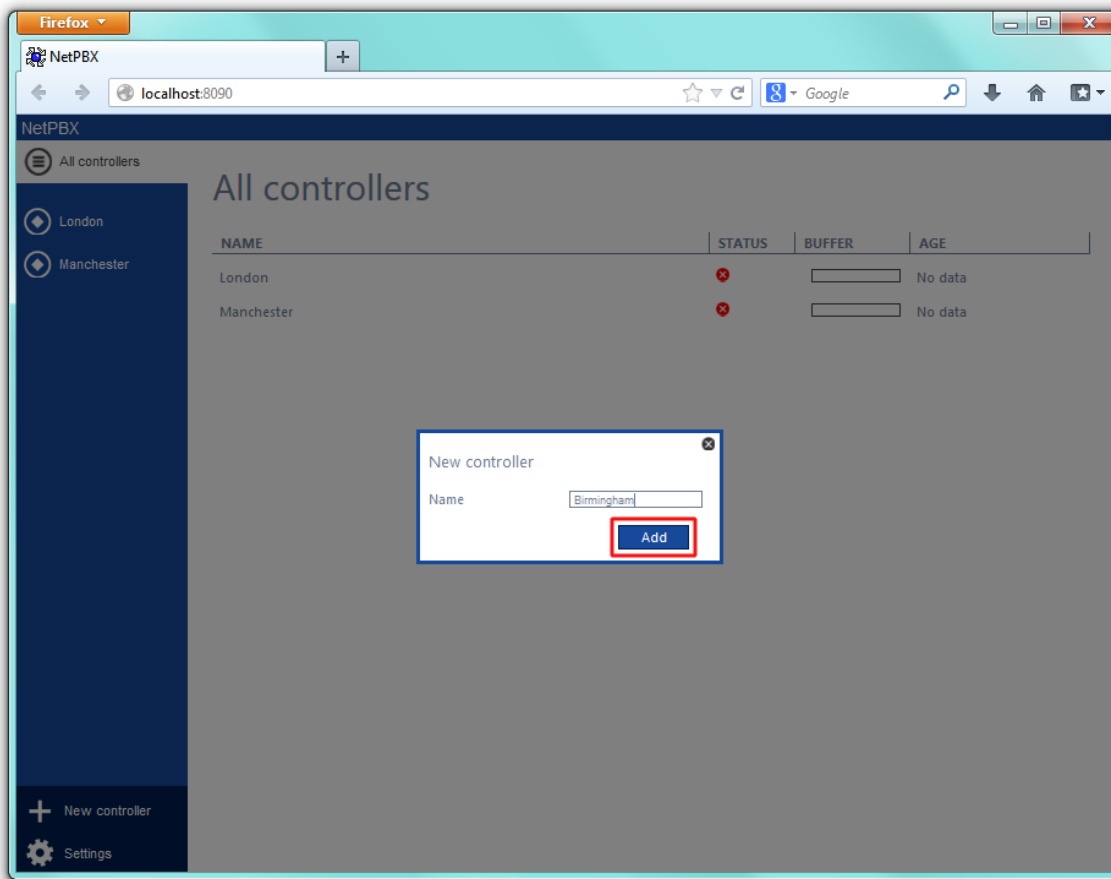 Firefox
NetPBX
localhost:8090
Google
NetPBX
All controllers
London
Manchester
All controllers
NAME STATUS BUFFER AGE
London No data
Manchester No data
New controller
Name Birmingham
Add
New controller
Settings